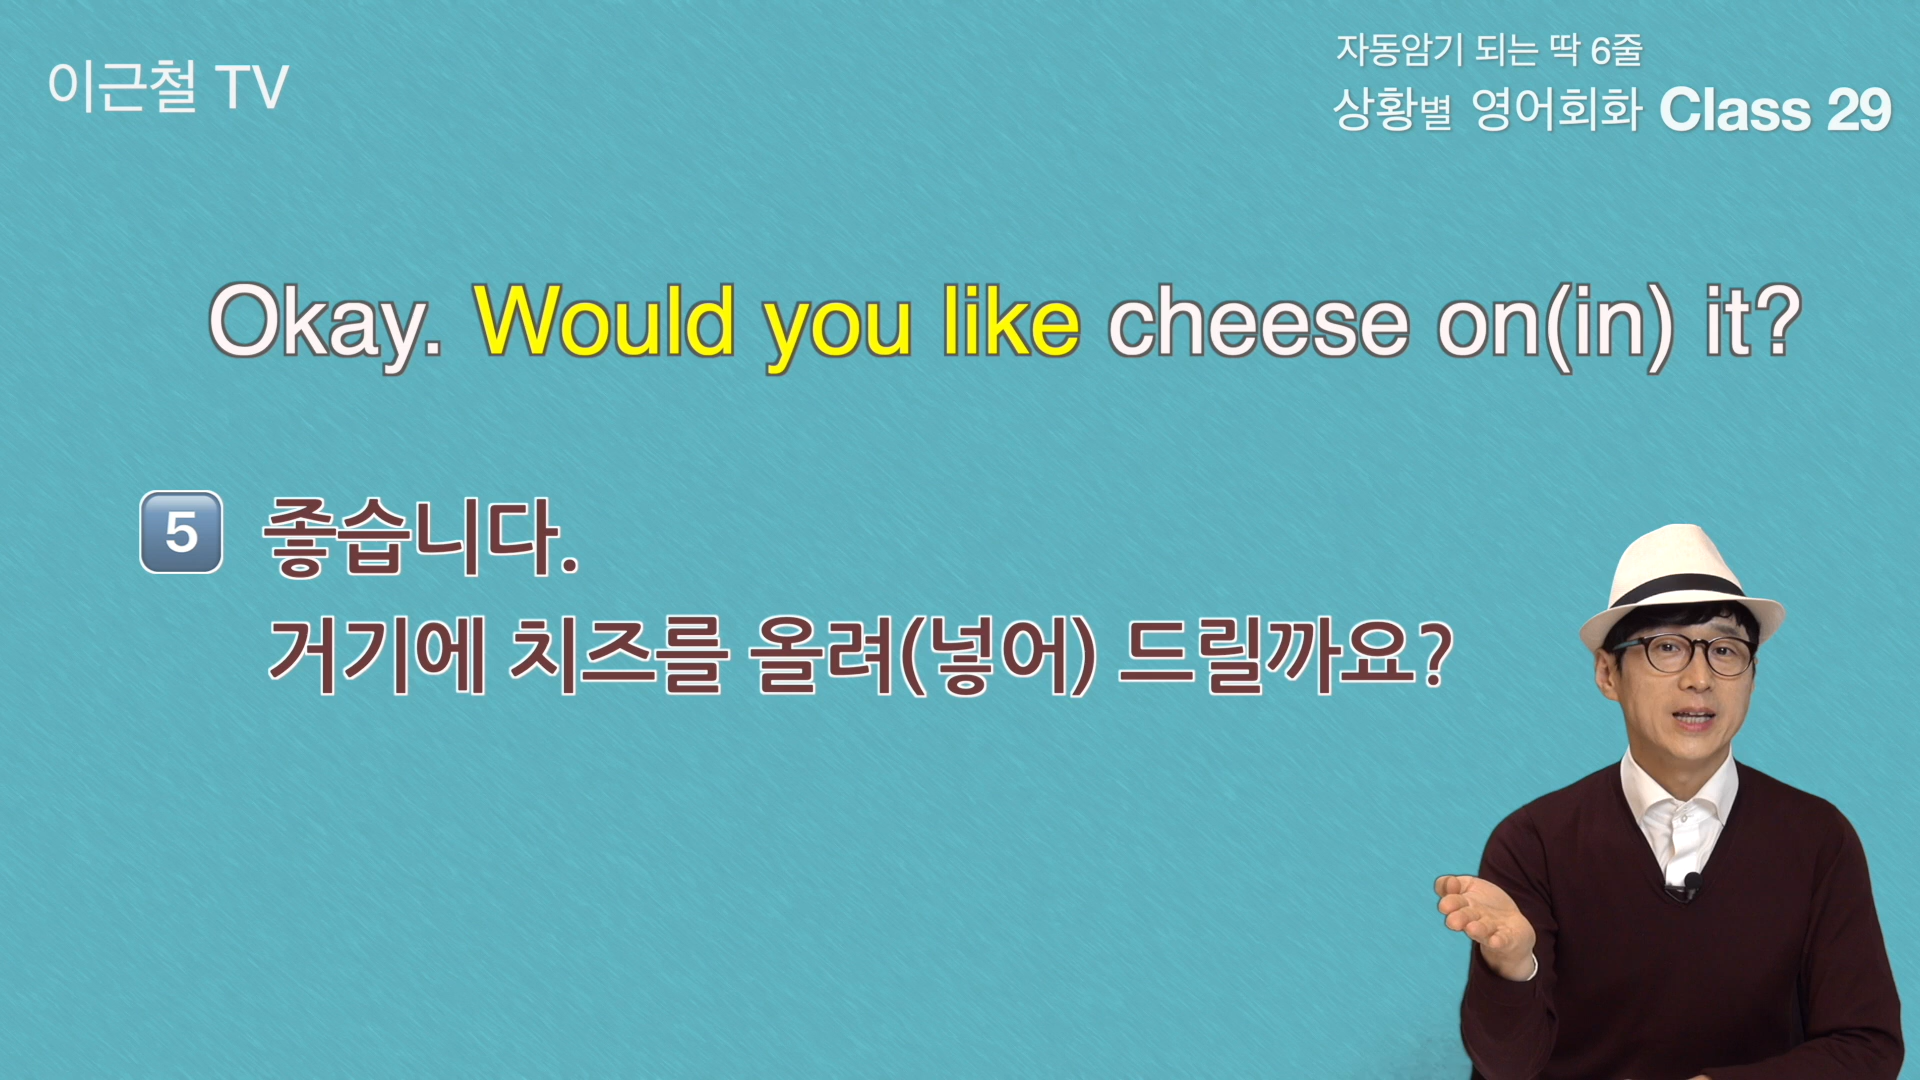 이근철 TV
자동암기 되는 딱 6줄
상황별 영어회화 Class 29
Okay. Would you like cheese on(in) it?
5 좋습니다.
거기에 치즈를 올려(넣어) 드릴까요?